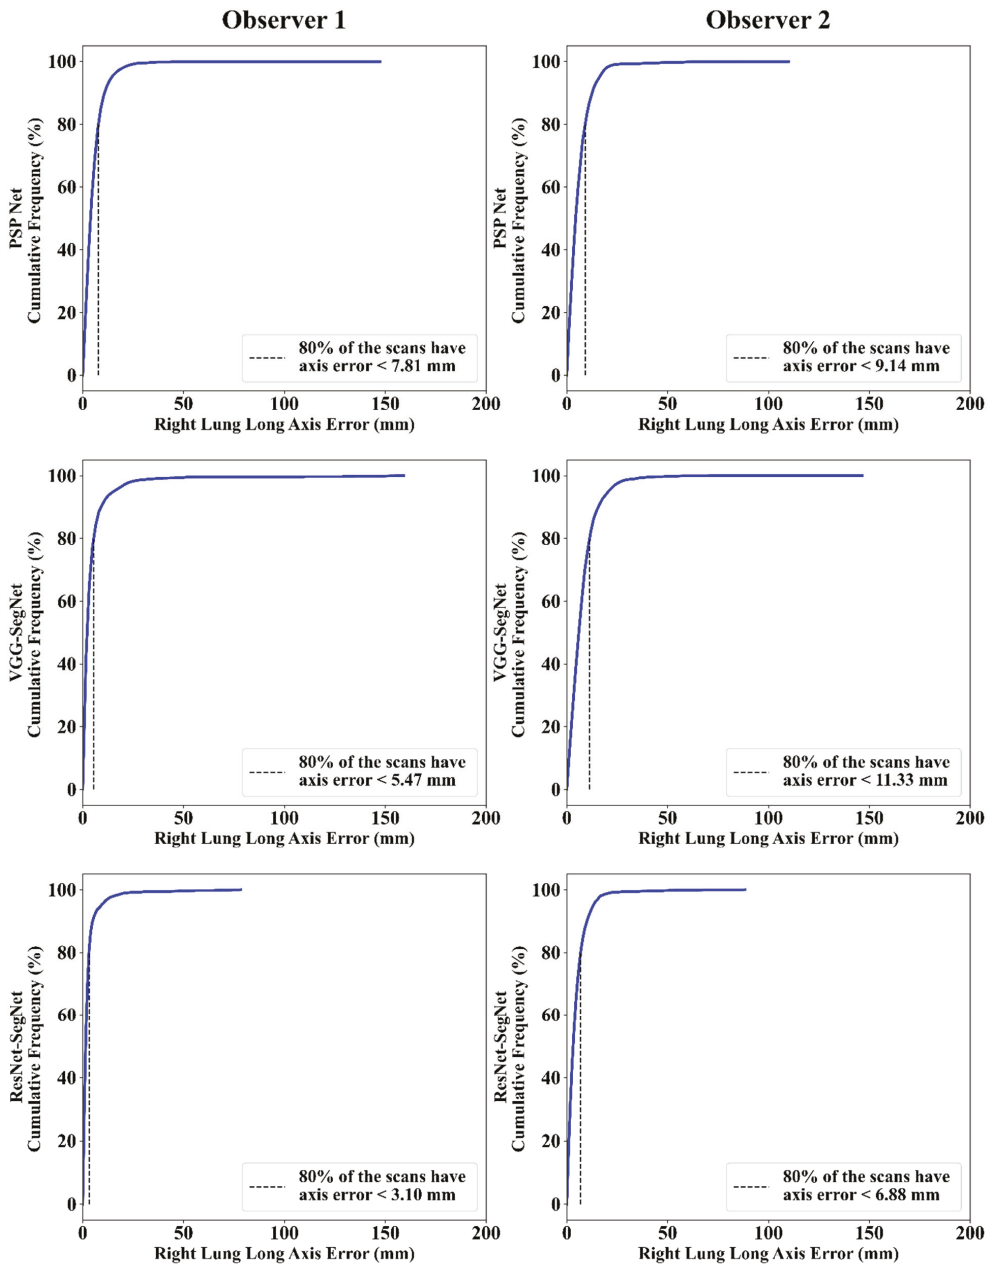 Observer 1
Observer 2
PSP Net
Cumulative Frequency (%)
100
80
60
40
20
0
80% of the scans have
axis error < 7.81 mm
0 50 100 150 200
Right Lung Long Axis Error (mm)
PSP Net
Cumulative Frequency (%)
100
80
60
40
20
0
80% of the scans have
axis error < 9.14 mm
0 50 100 150 200
Right Lung Long Axis Error (mm)
VGG-SegNet
Cumulative Frequency (%)
100
80
60
40
20
0
80% of the scans have
axis error < 5.47 mm
0 50 100 150 200
Right Lung Long Axis Error (mm)
VGG-SegNet
Cumulative Frequency (%)
100
80
60
40
20
0
80% of the scans have
axis error < 11.33 mm
0 50 100 150 200
Right Lung Long Axis Error (mm)
ResNet-SegNet
Cumulative Frequency (%)
100
80
60
40
20
0
80% of the scans have
axis error < 3.10 mm
0 50 100 150 200
Right Lung Long Axis Error (mm)
ResNet-SegNet
Cumulative Frequency (%)
100
80
60
40
20
0
80% of the scans have
axis error < 6.88 mm
0 50 100 150 200
Right Lung Long Axis Error (mm)